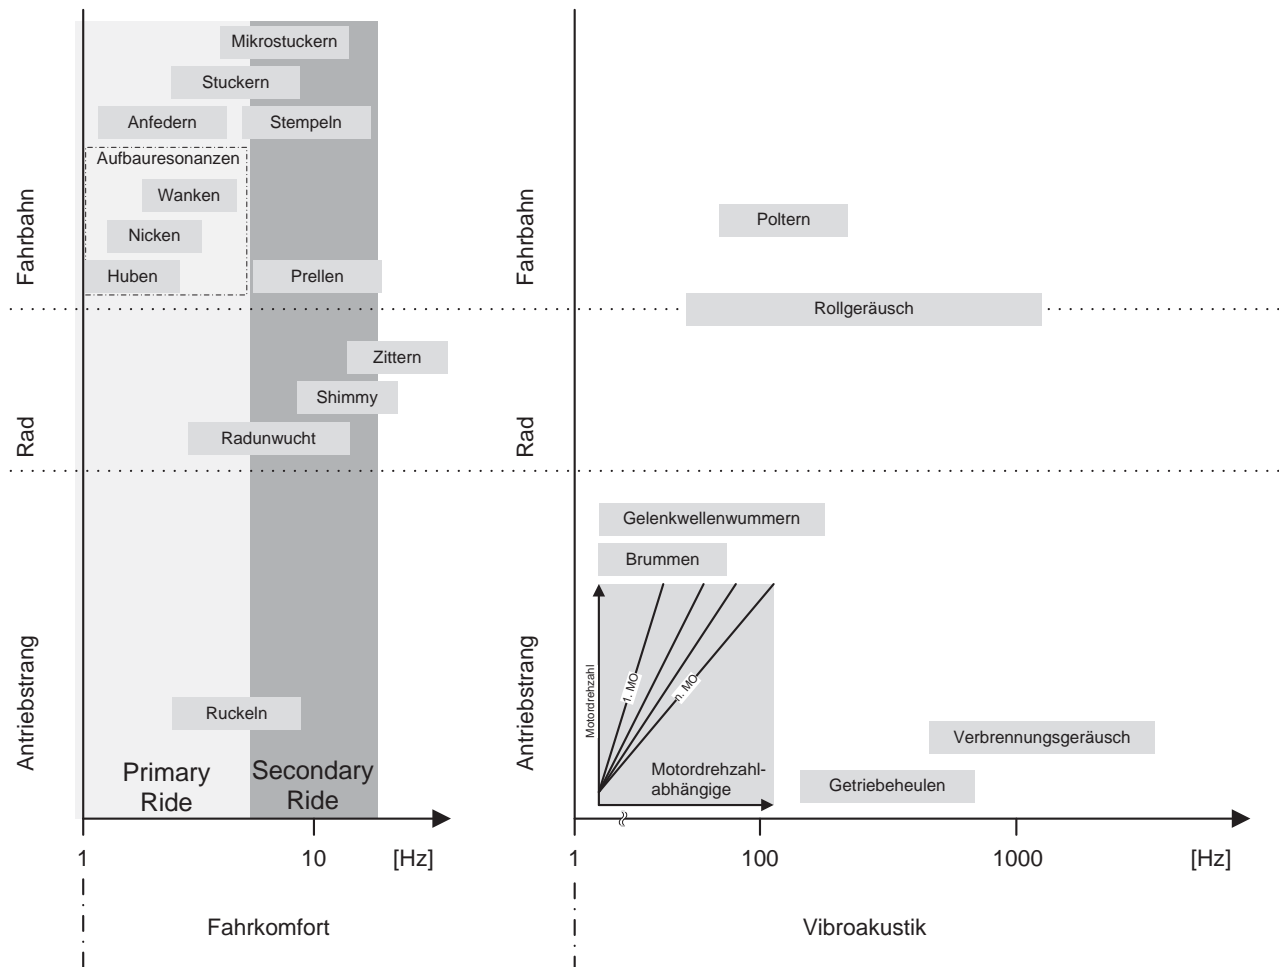 Mikrostuckern
Stuckern
Anfedern
Stempeln
Aufbauresonanzen
Wanken
Nicken
Huben
Prellen
Fahrbahn
Zittern
Shimmy
Radunwucht
Rad
Ruckeln
Antriebstrang
Primary
Ride
Secondary
Ride
1
10
[Hz]
Fahrkomfort
Fahrbahn
Poltern
Rollgeräusch
Rad
Gelenkwellenwummern
Brummen
Antriebstrang
Motordrehzahl
1. MO
n. MO
Motordrehzahl-
abhängige
Verbrennungsgeräusch
Getriebeheulen
1
100
1000
[Hz]
Vibroakustik